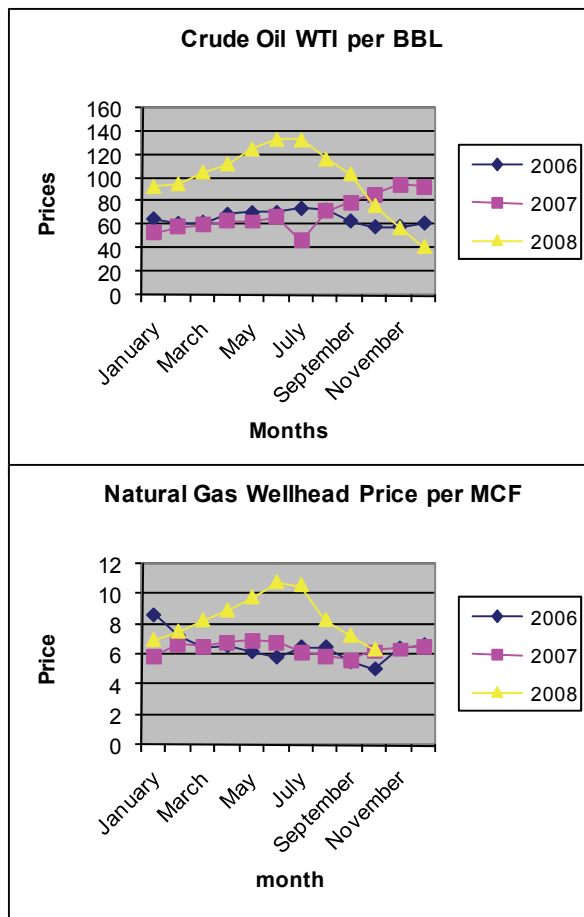 Crude Oil WTI per BBL
160
140
120
100
80
60
40
20
0
Prices
January
March
May
July
September
November
Months
2006
2007
2008
Natural Gas Wellhead Price per MCF
12
10
8
6
4
2
0
Price
January
March
May
July
September
November
month
2006
2007
2008